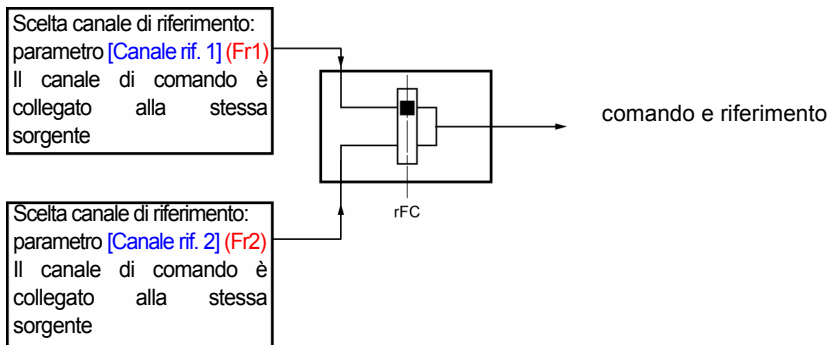 Scelta canale di riferimento:
parametro [Canale rif. 1] (Fr1)
Il canale di comando è
collegato alla stessa
sorgente
comando e riferimento
rFC
Scelta canale di riferimento:
parametro [Canale rif. 2] (Fr2)
Il canale di comando è
collegato alla stessa
sorgente